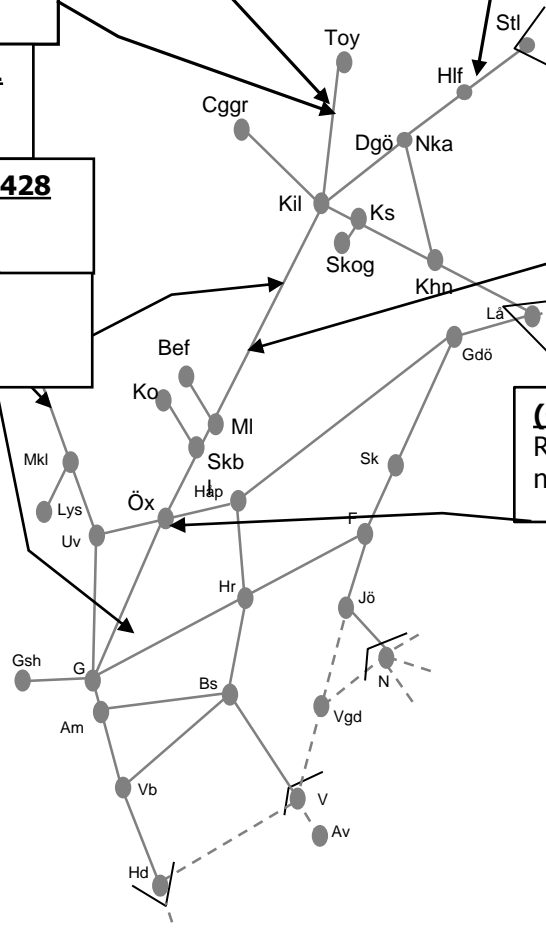 Stl
Toy
Hlf
Cggr
Dgö
Nka
428
Kil
Ks
Skog
Khn
Lå
Bef
Gdö
Ko
Ml
(
R
n
Mkl
Skb
l
Sk
Håp
Lys
Öx
F
Uv
Hr
Jö
Gsh
G
Bs
N
Am
Vgd
Vb
V
Av
Hd